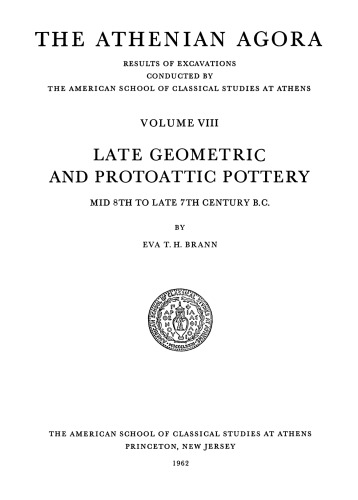 THE ATHENIAN AGORA
RESULTS OF EXCAVATIONS
CONDUCTED BY
THE AMERICAN SCHOOL OF CLASSICAL STUDIES AT ATHENS
VOLUME VIII
LATE GEOMETRIC
AND PROTOATTIC POTTERY
MID 8TH TO LATE 7TH CENTURY B.C.
BY
EVA T. H. BRANN
THE AMERICAN SCHOOL OF CLASSICAL STUDIES AT ATHENS
PRINCETON, NEW JERSEY
1962